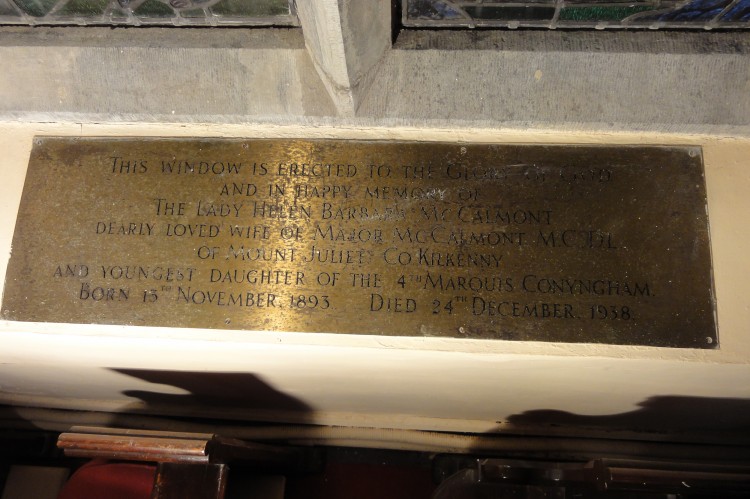 THIS WINDOW IS ERECTED TO THE GLORY OF GOD
AND IN HAPPY MEMORY OF
THE LADY HELEN BARBARA MCCALMONT
DEARLY LOVED WIFE OF MAJOR MCCALMONT, M.C., D.L.
OF MOUNT JULIET, CO KILKENNY
AND YOUNGEST DAUGHTER OF THE 4TH MARQUIS CONYNGHAM.
BORN 13TH NOVEMBER, 1893 DIED 24TH DECEMBER, 1938.